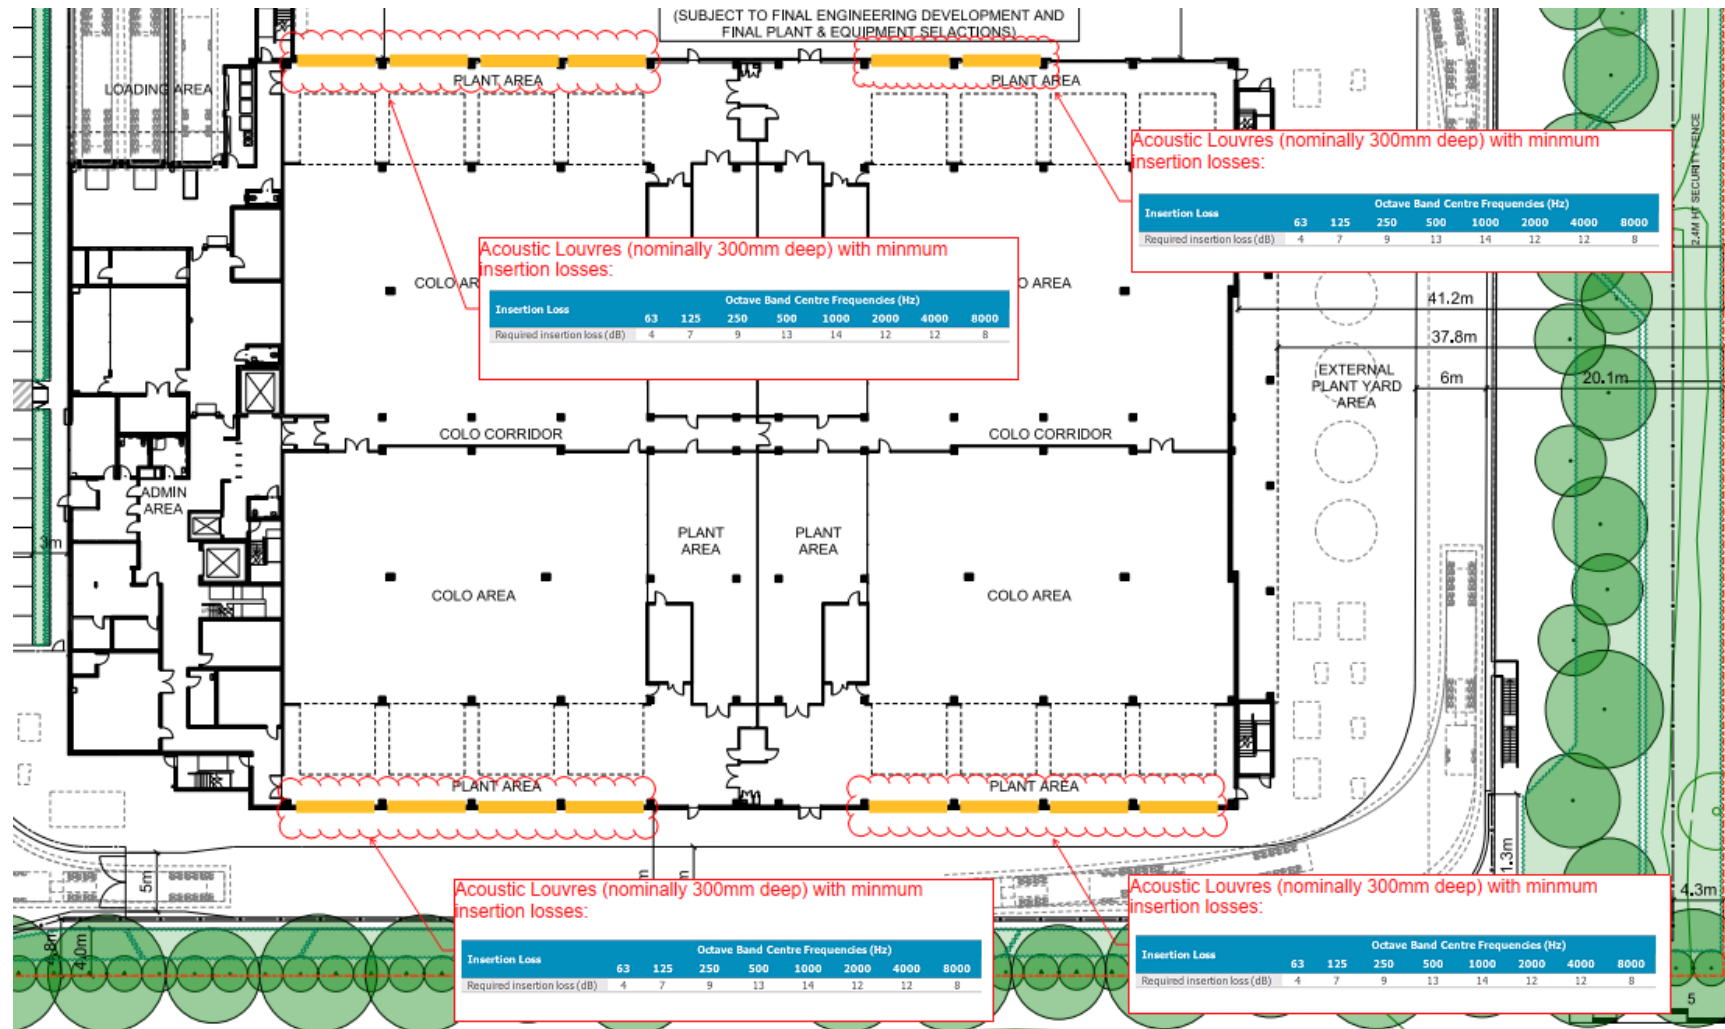 (SUBJECT TO FINAL ENGINEERING DEVELOPMENT AND
FINAL PLANT & EQUIPMENT SELACTIONS)
LOADING AREA
PLANT AREA
PLANT AREA
Acoustic Louvres (nominally 300mm deep) with minmum
insertion losses:
Insertion Loss
Octave Band Centre Frequencies (Hz)
63 125 250 500 1000 2000 4000 8000
Required insertion loss (dB) 4 7 9 13 14 12 12 8
2.4M HT SECURITY FENCE
Acoustic Louvres (nominally 300mm deep) with minmum
insertion losses:
Insertion Loss
Octave Band Centre Frequencies (Hz)
63 125 250 500 1000 2000 4000 8000
Required insertion loss (dB) 4 7 9 13 14 12 12 8
COLO AR
O AREA
41.2m
37.8m
6m
20.1m
EXTERNAL
PLANT YARD
AREA
COLO CORRIDOR
COLO CORRIDOR
ADMIN
AREA
3m
PLANT
AREA
PLANT
AREA
COLO AREA
COLO AREA
PLANT AREA
PLANT AREA
5m
1.3m
4.3m
4.0m
Acoustic Louvres (nominally 300mm deep) with minmum
insertion losses:
Insertion Loss
Octave Band Centre Frequencies (Hz)
63 125 250 500 1000 2000 4000 8000
Required insertion loss (dB) 4 7 9 13 14 12 12 8
Acoustic Louvres (nominally 300mm deep) with minmum
insertion losses:
Insertion Loss
Octave Band Centre Frequencies (Hz)
63 125 250 500 1000 2000 4000 8000
Required insertion loss (dB) 4 7 9 13 14 12 12 8
5